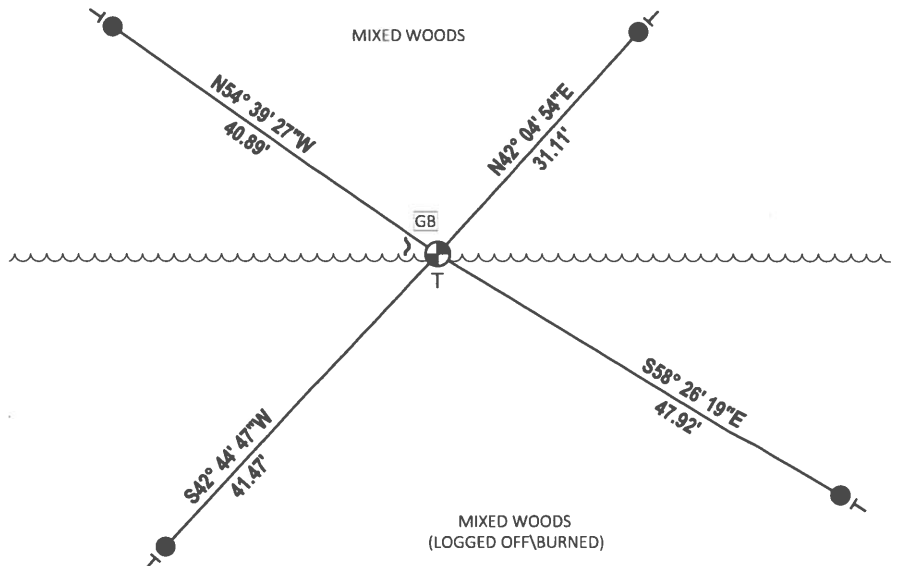 MIXED WOODS
N54° 39' 27"W
40.89'
N42° 04' 54"E
31.11'
GB
T
S58° 26' 19"E
47.92'
S42° 44' 47"W
41.47'
MIXED WOODS
(LOGGED OFF\BURNED)
T
T
T
T